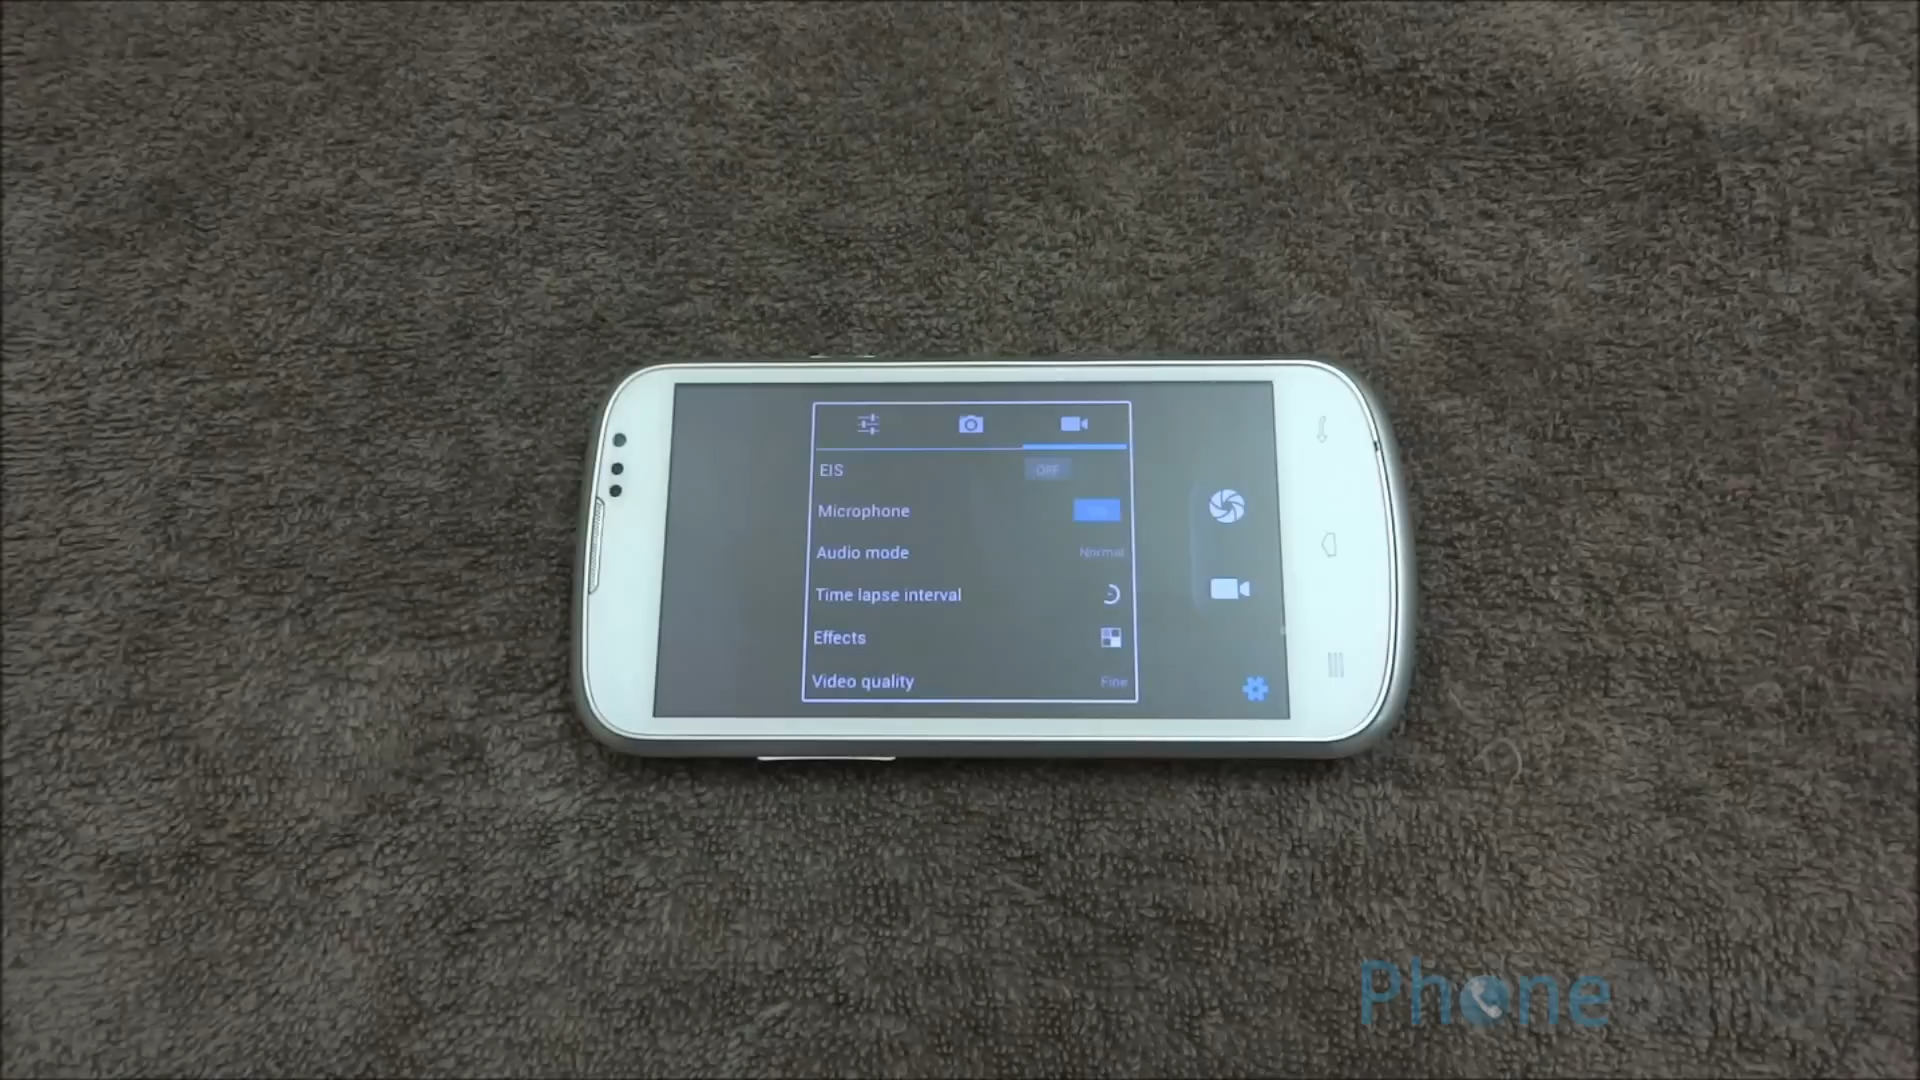 EIS OFF
Microphone
Audio mode Normal
Time lapse interval
Effects
Video quality Fine
Phone